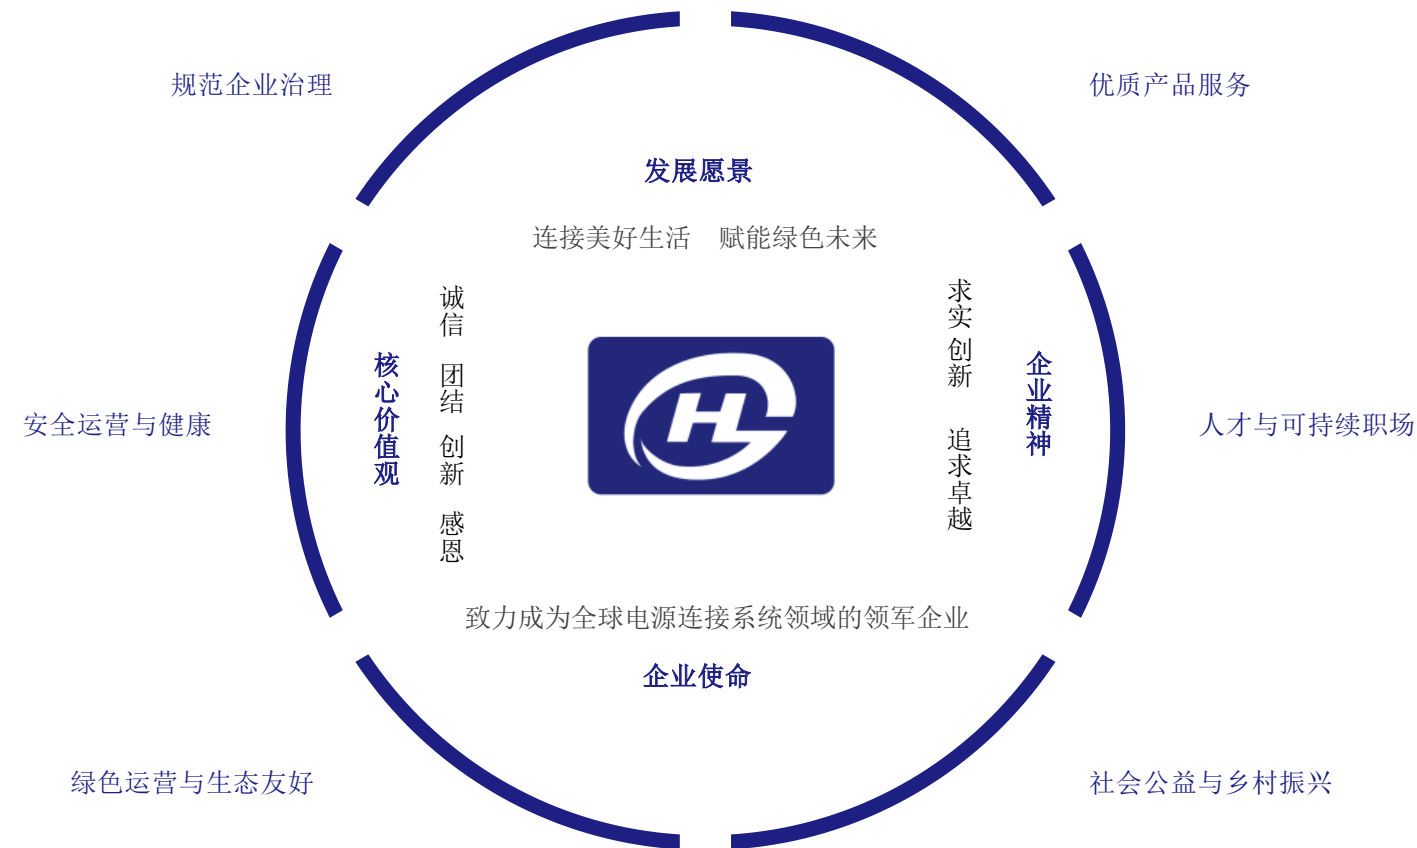 规范企业治理
优质产品服务
发展愿景
连接美好生活 赋能绿色未来
核心价值观
诚信 团结 创新 感恩
HL
求实创新 追求卓越
企业精神
安全运营与健康
人才与可持续职场
致力成为全球电源连接系统领域的领军企业
企业使命
绿色运营与生态友好
社会公益与乡村振兴